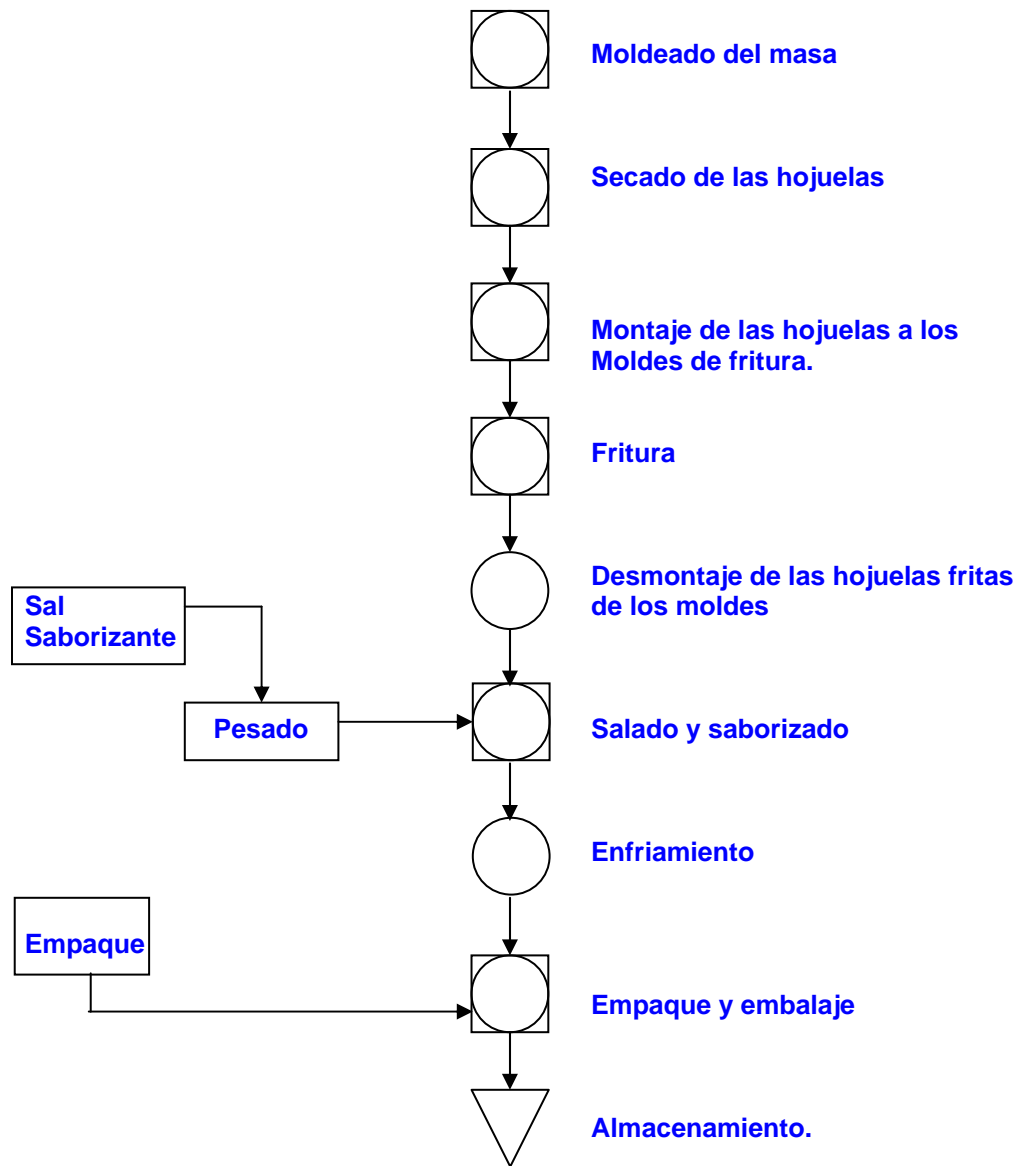 Moldeado del masa
Secado de las hojuelas
Montaje de las hojuelas a los
Moldes de fritura.
Fritura
Desmontaje de las hojuelas fritas
de los moldes
Sal
Saborizante
Pesado
Salado y saborizado
Enfriamiento
Empaque
Empaque y embalaje
Almacenamiento.